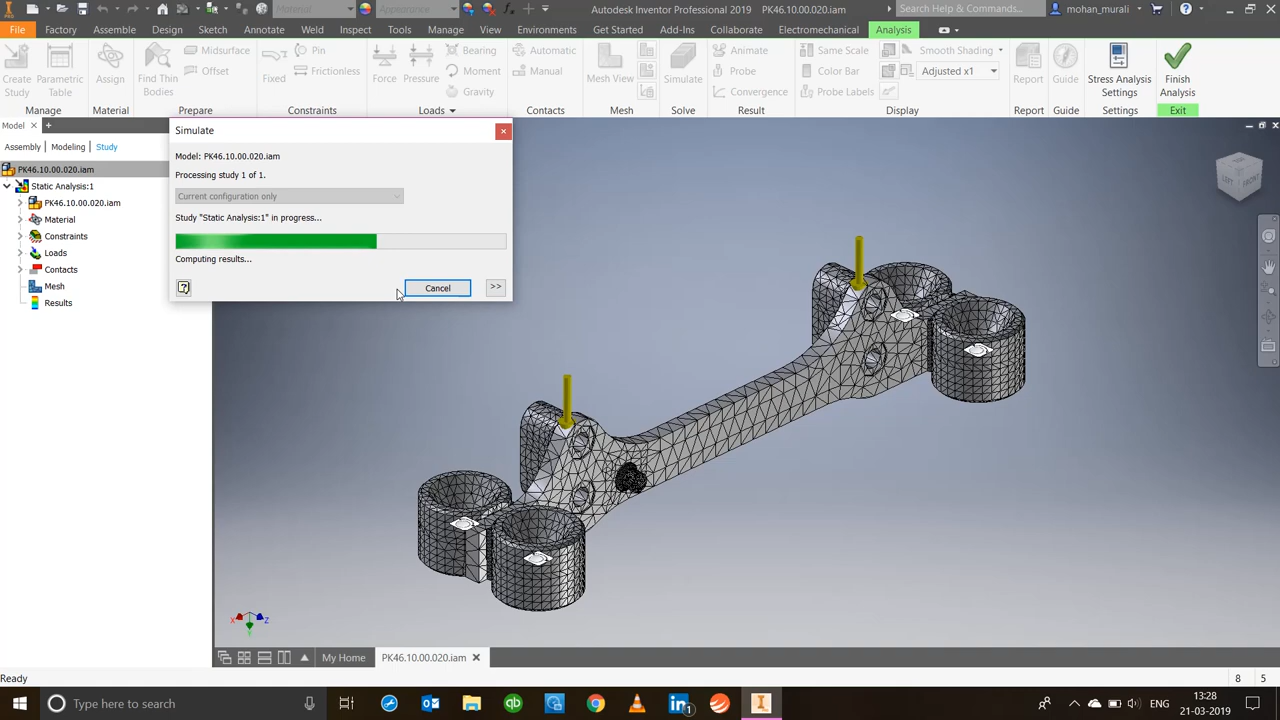 Material
Appearance
Autodesk Inventor Professional 2019 PK46.10.00.020.iam
Search Help & Commands...
mohan_murali
File Factory Assemble Design Sketch Annotate Weld Inspect Tools Manage View Environments Get Started Add-Ins Collaborate Electromechanical Analysis
Create Study
Parametric Table
Assign
Find Thin Bodies
Midsurface
Offset
Fixed
Pin
Frictionless
Force
Pressure
Bearing
Moment
Gravity
Automatic
Manual
Mesh View
Simulate
Animate
Probe
Convergence
Same Scale
Color Bar
Probe Labels
Smooth Shading
Adjusted x1
Report
Guide
Stress Analysis Settings
Finish Analysis
Manage Material Prepare Constraints Loads Contacts Mesh Solve Result Display Report Guide Settings Exit
Model × +
Assembly Modeling Study
PK46.10.00.020.iam
Static Analysis:1
PK46.10.00.020.iam
Material
Constraints
Loads
Contacts
Mesh
Results
Simulate
Model: PK46.10.00.020.iam
Processing study 1 of 1.
Current configuration only
Study "Static Analysis:1" in progress...
Computing results...
Cancel
>>
LEFT FRONT
X Y Z
My Home PK46.10.00.020.iam
Ready
8 5
Type here to search
1
ENG
13:28
21-03-2019